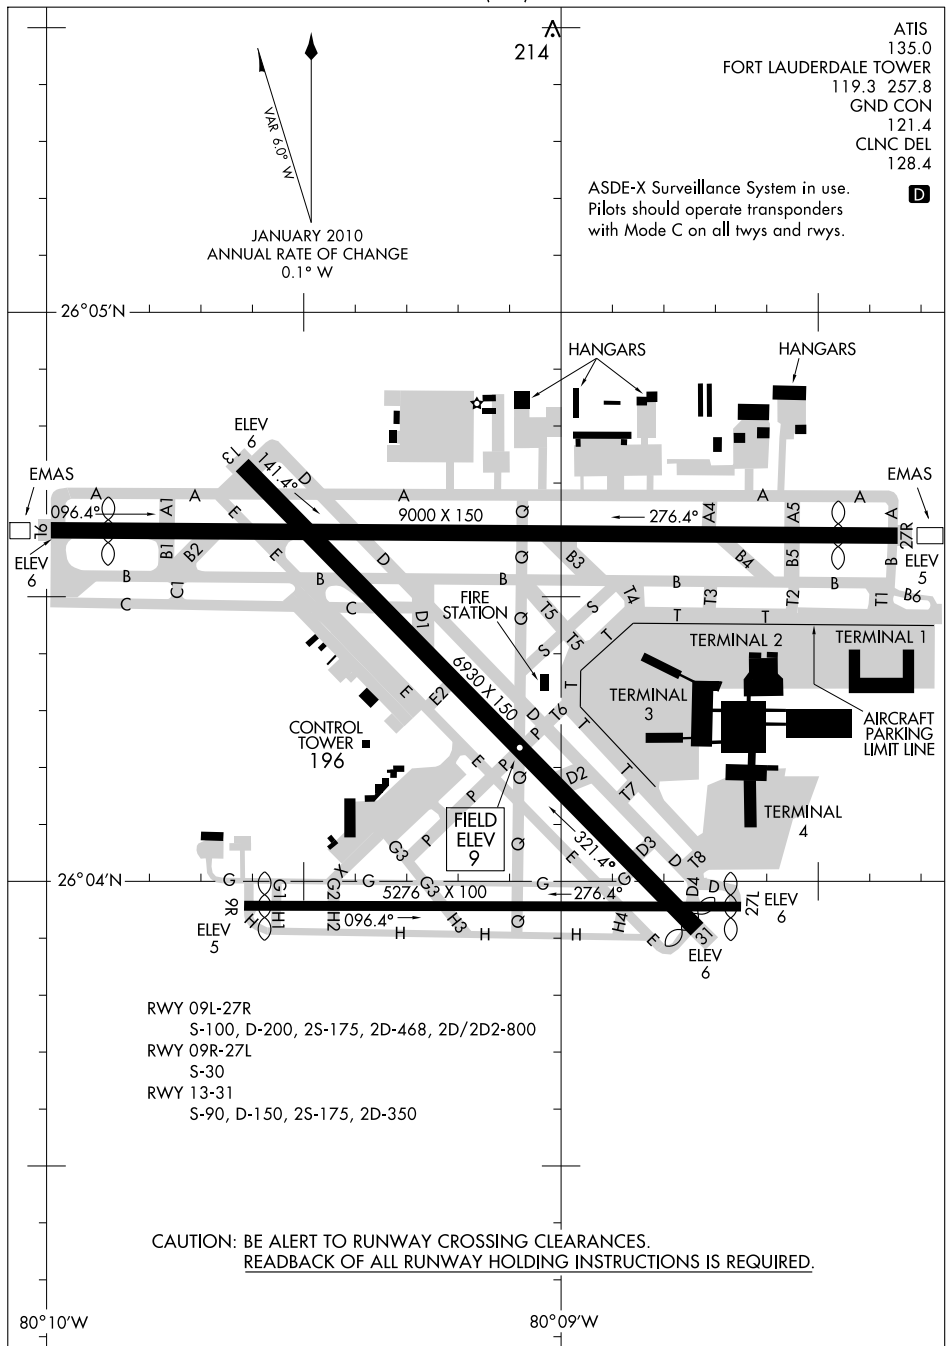 214
ATIS
135.0
FORT LAUDERDALE TOWER
119.3 257.8
GND CON
121.4
CLNC DEL
128.4
D
ASDE-X Surveillance System in use.
Pilots should operate transponders
with Mode C on all twys and rwys.
VAR 6.0° W
JANUARY 2010
ANNUAL RATE OF CHANGE
0.1° W
26°05'N
HANGARS
HANGARS
ELEV
6
13
141.4°
D
EMAS
EMAS
A
A1
A
A
A4
A
A5
A
A
096.4°
9000 X 150
276.4°
9L
27R
ELEV
6
ELEV
5
E
E
D
Q
Q
B1
B2
B3
B4
B5
B
B
C1
B
B
B
B
B6
C
C
D1
T5
S
T4
T3
T2
T1
FIRE
STATION
Q
S
T5
T
T
T
TERMINAL 2
TERMINAL 1
6930 X 150
E
E2
T
TERMINAL
3
D
T6
T
AIRCRAFT
PARKING
LIMIT LINE
CONTROL
TOWER
196
E
P
P
Q
D2
T
T7
TERMINAL
4
P
P
FIELD
ELEV
9
Q
321.4°
E
D3
D
T8
G3
26°04'N
G
X
G1
G2
G
G3
G
G
D4
D
5276 X 100
276.4°
9R
27L
ELEV
6
ELEV
5
H
H1
H2
096.4°
H3
H
H
Q
H
H4
E
31
ELEV
6
RWY 09L-27R
S-100, D-200, 2S-175, 2D-468, 2D/2D2-800
RWY 09R-27L
S-30
RWY 13-31
S-90, D-150, 2S-175, 2D-350
CAUTION: BE ALERT TO RUNWAY CROSSING CLEARANCES.
READBACK OF ALL RUNWAY HOLDING INSTRUCTIONS IS REQUIRED.
80°10'W
80°09'W